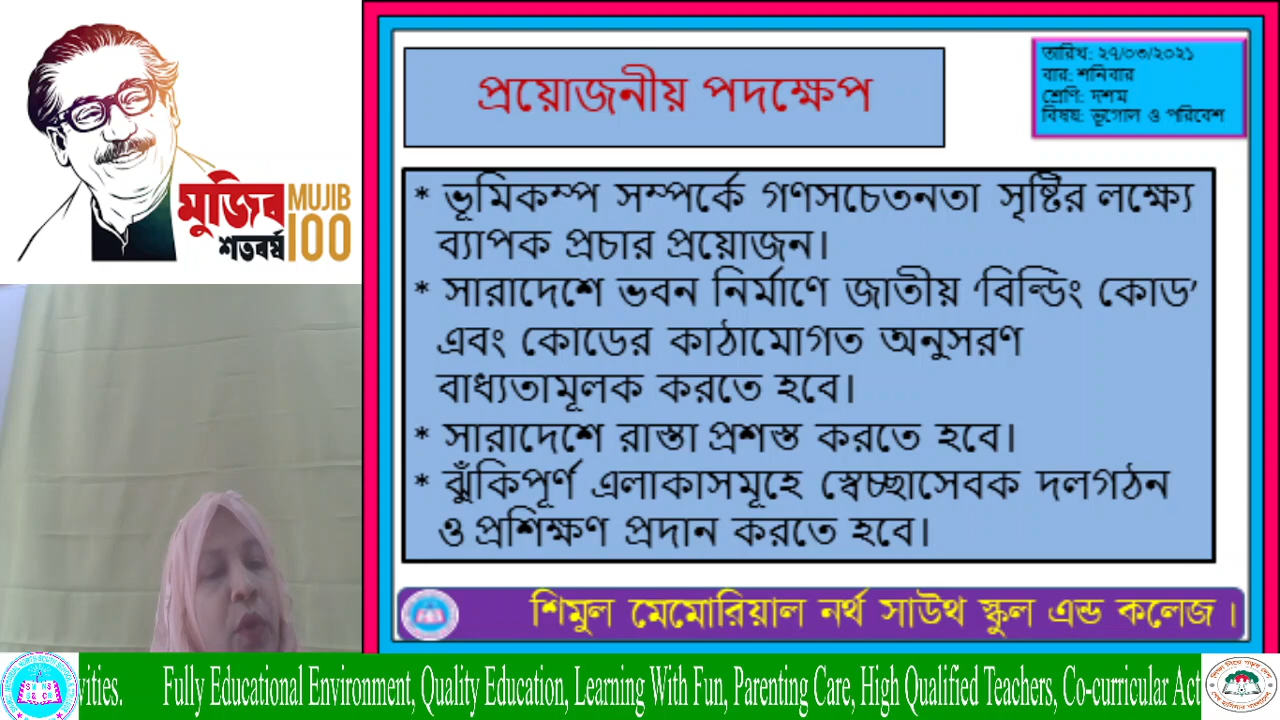 প্রয়োজনীয় পদক্ষেপ
তারিখ: ২৭/০৩/২০২১
বার: শনিবার
শ্রেণি: দশম
বিষয়: ভূগোল ও পরিবেশ
মুজিব
শতবর্ষ
MUJIB
100
* ভূমিকম্প সম্পর্কে গণসচেতনতা সৃষ্টির লক্ষ্যে
ব্যাপক প্রচার প্রয়োজন।
* সারাদেশে ভবন নির্মাণে জাতীয় ‘বিল্ডিং কোড’
এবং কোডের কাঠামোগত অনুসরণ
বাধ্যতামূলক করতে হবে।
* সারাদেশে রাস্তা প্রশস্ত করতে হবে।
* ঝুঁকিপূর্ণ এলাকাসমূহে স্বেচ্ছাসেবক দলগঠন
ও প্রশিক্ষণ প্রদান করতে হবে।
শিমুল মেমোরিয়াল নর্থ সাউথ স্কুল এন্ড কলেজ।
vities. Fully Educational Environment, Quality Education, Learning With Fun, Parenting Care, High Qualified Teachers, Co-curricular Act